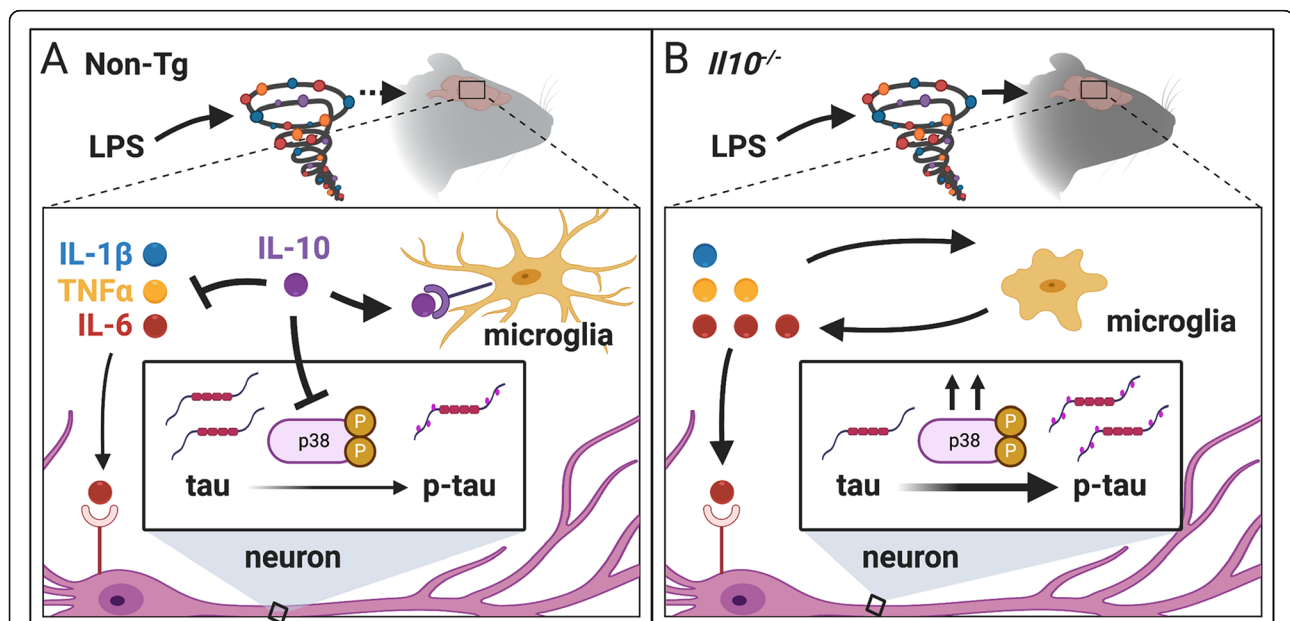 A Non-Tg
LPS
IL-1β
TNFα
IL-6
IL-10
microglia
p38
P
P
tau
p-tau
neuron
B Il10-/-
LPS
microglia
p38
P
P
tau
p-tau
neuron